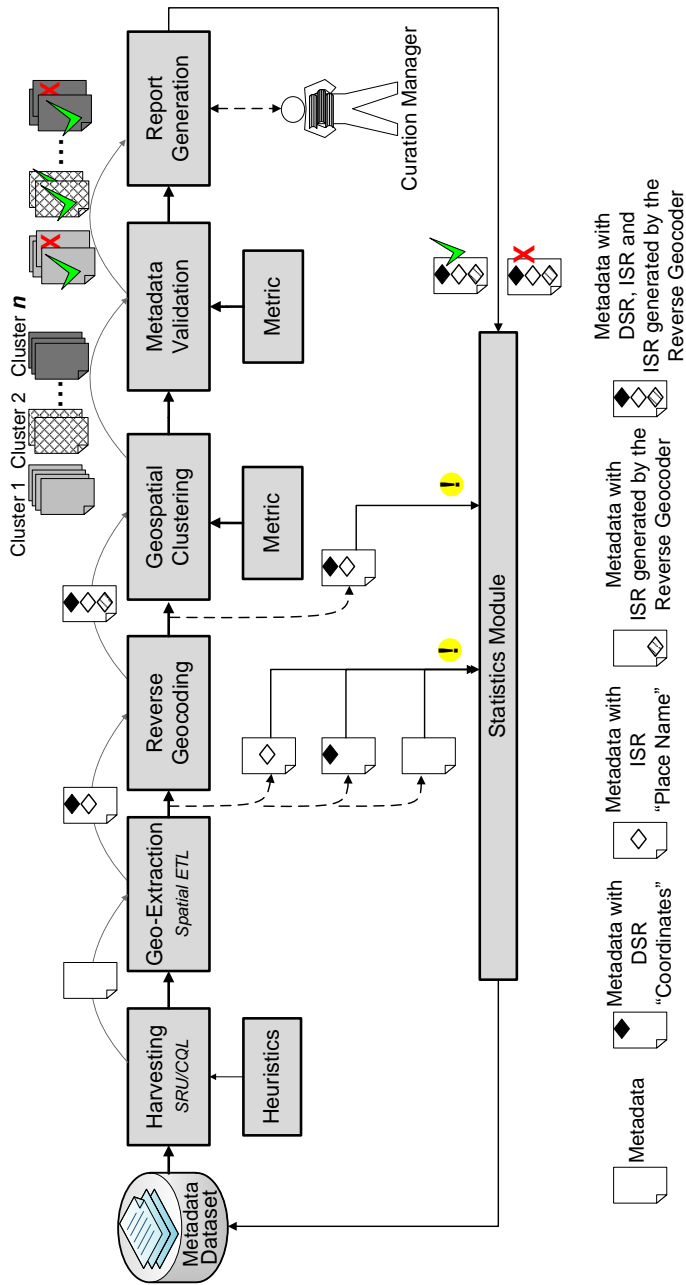 Cluster 1
Cluster 2
Cluster n
Metadata
Dataset
Harvesting
SRU/CQL
Geo-Extraction
Spatial ETL
Reverse
Geocoding
Geospatial
Clustering
Metadata
Validation
Report
Generation
Heuristics
Metric
Metric
Curation Manager
!
!
Statistics Module
Metadata
Metadata with
DSR
“Coordinates”
Metadata with
ISR
“Place Name”
Metadata with
ISR generated by the
Reverse Geocoder
Metadata with
DSR, ISR and
ISR generated by the
Reverse Geocoder